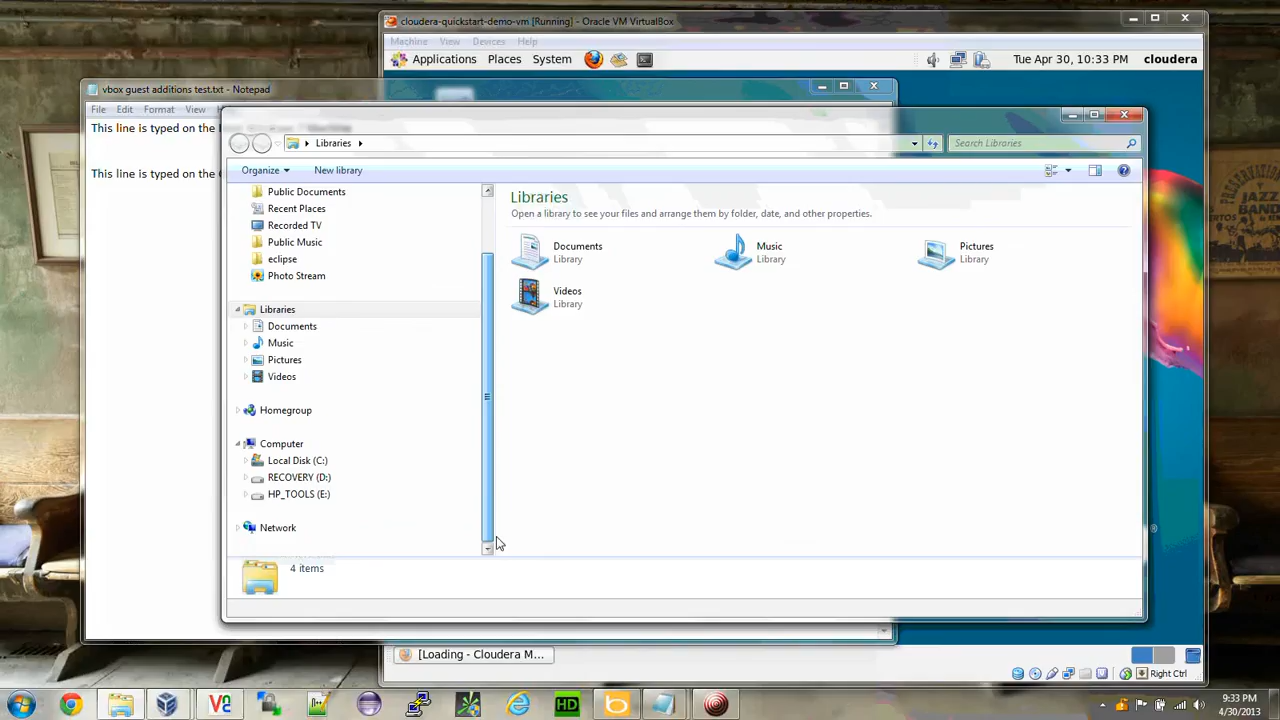 cloudera-quickstart-demo-vm [Running] - Oracle VM VirtualBox
Machine View Devices Help
Applications Places System Tue Apr 30, 10:33 PM cloudera
vbox guest additions test.txt - Notepad
File Edit Format View
This line is typed on the
This line is typed on the
Libraries
Search Libraries
Organize New library
Public Documents
Recent Places
Recorded TV
Public Music
eclipse
Photo Stream
Libraries
Documents
Music
Pictures
Videos
Homegroup
Computer
Local Disk (C:)
RECOVERY (D:)
HP_TOOLS (E:)
Network
Libraries
Open a library to see your files and arrange them by folder, date, and other properties.
Documents
Library
Music
Library
Pictures
Library
Videos
Library
4 items
[Loading - Cloudera M...
Right Ctrl
JAZZ
BAND
HD
9:33 PM
4/30/2013